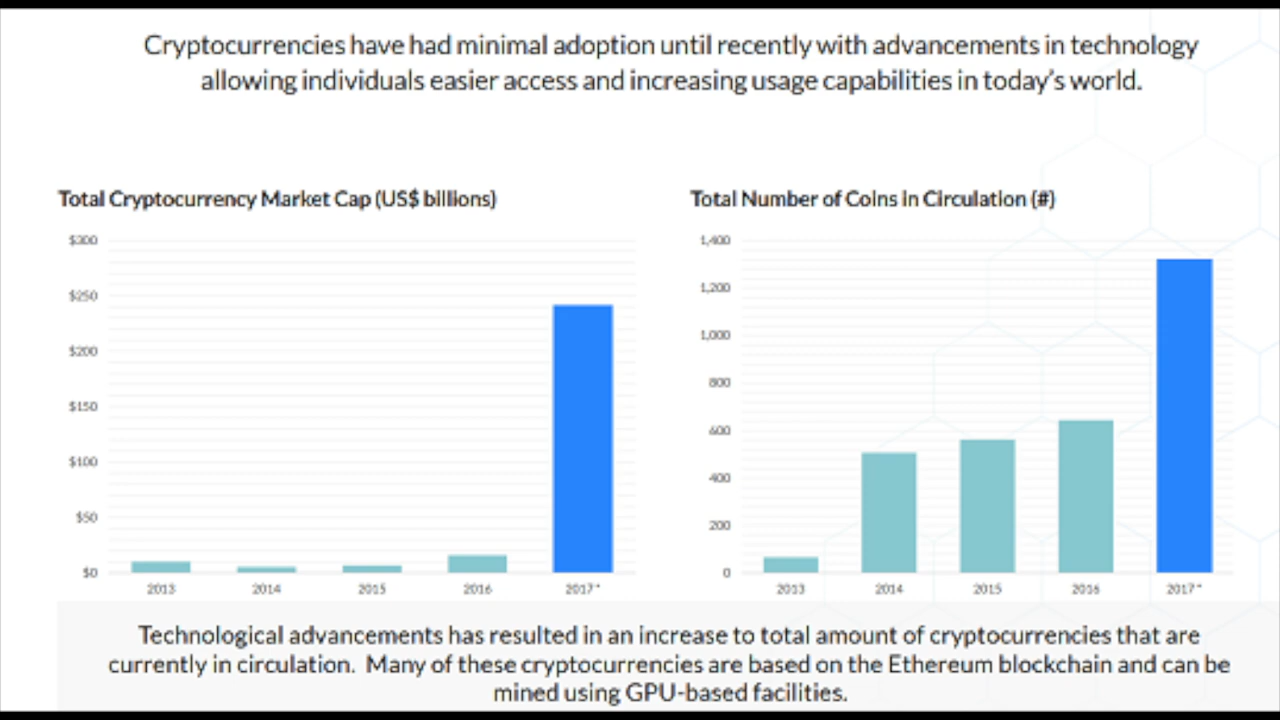 Cryptocurrencies have had minimal adoption until recently with advancements in technology
allowing individuals easier access and increasing usage capabilities in today's world.
Total Cryptocurrency Market Cap (US$ billions)
$300
$250
$200
$150
$100
$50
$0
2013 2014 2015 2016 2017*
Total Number of Coins in Circulation (#)
1,400
1,200
1,000
800
600
400
200
0
2013 2014 2015 2016 2017*
Technological advancements has resulted in an increase to total amount of cryptocurrencies that are
currently in circulation. Many of these cryptocurrencies are based on the Ethereum blockchain and can be
mined using GPU-based facilities.